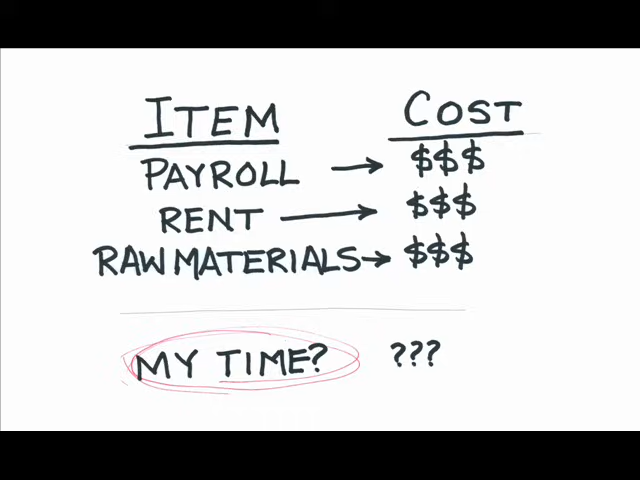 ITEM COST
PAYROLL → $$$
RENT → $$$
RAW MATERIALS → $$$
MY TIME? ???